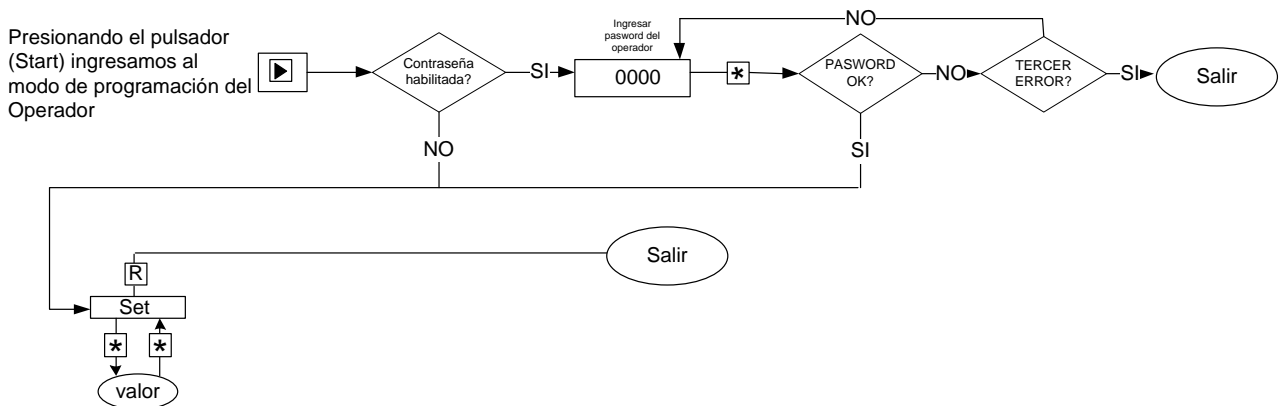 Presionando el pulsador
(Start) ingresamos al
modo de programación del
Operador
Contraseña
habilitada?
SI
NO
Ingresar
pasword del
operador
0000
*
PASWORD
OK?
NO
SI
NO
TERCER
ERROR?
SI
Salir
Salir
R
Set
*
*
valor